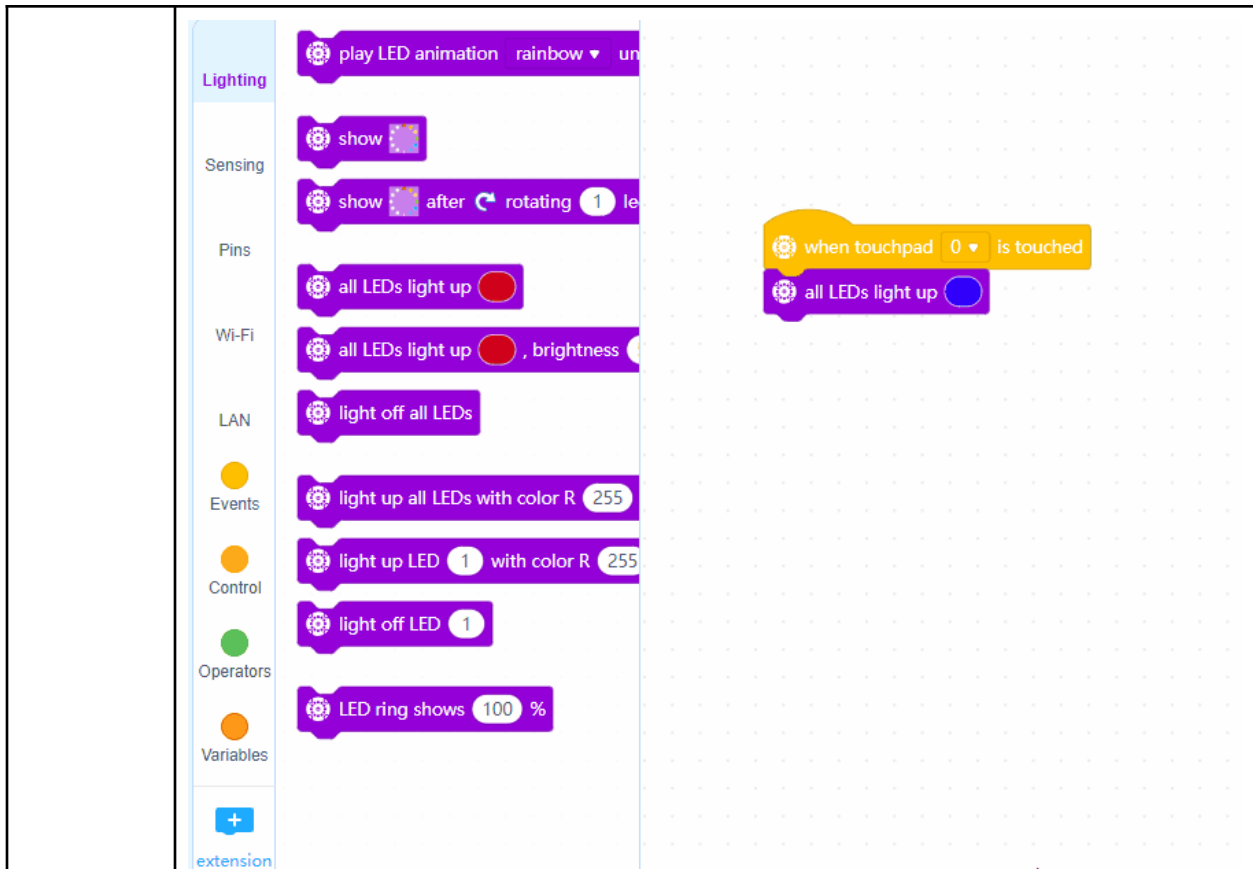 Lighting
Sensing
Pins
Wi-Fi
LAN
Events
Control
Operators
Variables
extension
play LED animation rainbow un
show
show after rotating 1 le
all LEDs light up
all LEDs light up , brightness
light off all LEDs
light up all LEDs with color R 255
light up LED 1 with color R 255
light off LED 1
LED ring shows 100 %
when touchpad 0 is touched
all LEDs light up